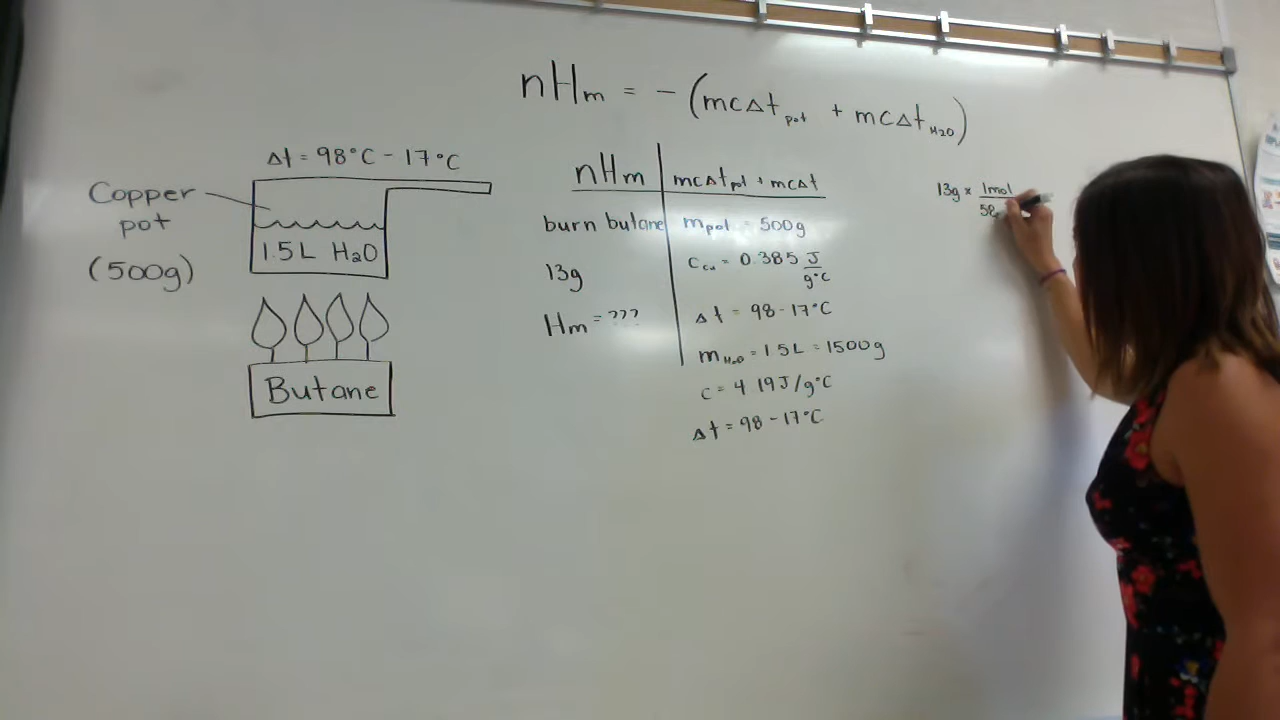 nHm = - (mcΔt pot + mcΔt H2O)
Δt = 98°C - 17°C
Copper
pot
(500g)
1.5L H2O
Butane
nHm
burn butane
13g
Hm = ???
mcΔt pot + mcΔt
m pot = 500g
c Cu = 0.385 J/g°C
Δt = 98-17°C
m H2O = 1.5L = 1500g
c = 4.19J/g°C
Δt = 98-17°C
13g × 1mol